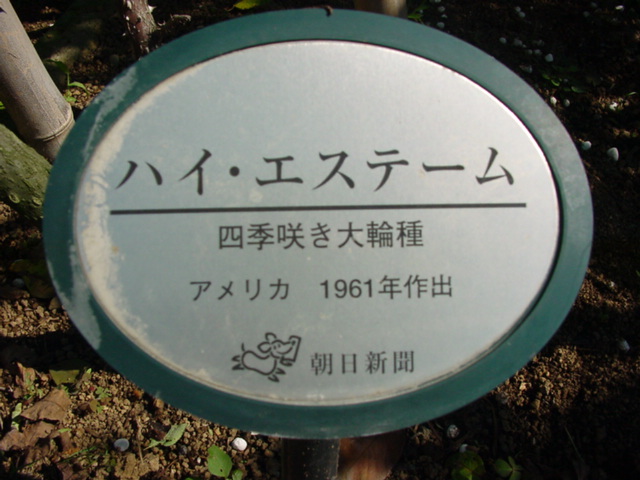 ハイ・エステーム
四季咲き大輪種
アメリカ　1961年作出
朝日新聞